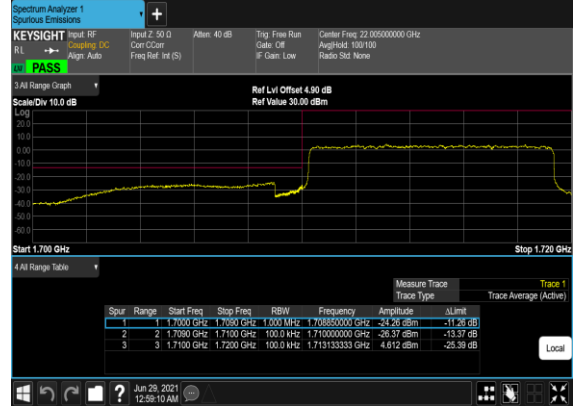 Spectrum Analyzer 1
Spurious Emissions
KEYSIGHT Input: RF Input Z: 50 Ω Atten: 40 dB Trig: Free Run Center Freq: 22.005000000 GHz
RL Coupling: DC Corr CCorr Gate: Off Avg|Hold: 100/100
Align: Auto Freq Ref: Int (S) IF Gain: Low Radio Std: None
PASS
3 All Range Graph
Ref Lvl Offset 4.90 dB
Scale/Div 10.0 dB Ref Value 30.00 dBm
Log
20.0
10.0
0.00
-10.0
-20.0
-30.0
-40.0
-50.0
-60.0
Start 1.700 GHz Stop 1.720 GHz
4 All Range Table
Measure Trace Trace 1
Trace Type Trace Average (Active)
Spur Range Start Freq Stop Freq RBW Frequency Amplitude ΔLimit
1 1 1.7000 GHz 1.7090 GHz 1.000 MHz 1.708850000 GHz -24.26 dBm -11.26 dB
2 2 1.7090 GHz 1.7100 GHz 100.0 kHz 1.710000000 GHz -26.37 dBm -13.37 dB
3 3 1.7100 GHz 1.7200 GHz 100.0 kHz 1.713133333 GHz 4.612 dBm -25.39 dB
Local
? Jun 29, 2021
12:59:10 AM